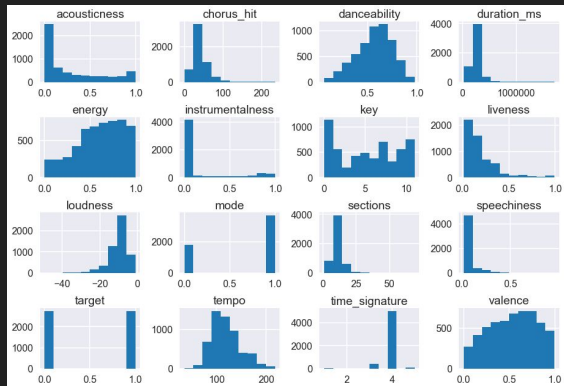 acousticness chorus_hit danceability duration_ms
2000 1000 0
2000 0
1000 500 0
4000 2000 0
0.0 0.5 1.0
0 100 200
0.5 1.0
0 1000000
energy instrumentalness key liveness
500 0
4000 2000 0
1000 500 0
2000 1000 0
0.0 0.5 1.0
0.0 0.5 1.0
0 5 10
0.0 0.5 1.0
loudness mode sections speechiness
2000 1000 0
2000 0
4000 2000 0
4000 2000 0
−40 −20 0
0.0 0.5 1.0
0 25 50
0.0 0.5
target tempo time_signature valence
2000 1000 0
1000 0
5000 2500 0
500 0
0.0 0.5 1.0
100 200
2 4
0.0 0.5 1.0